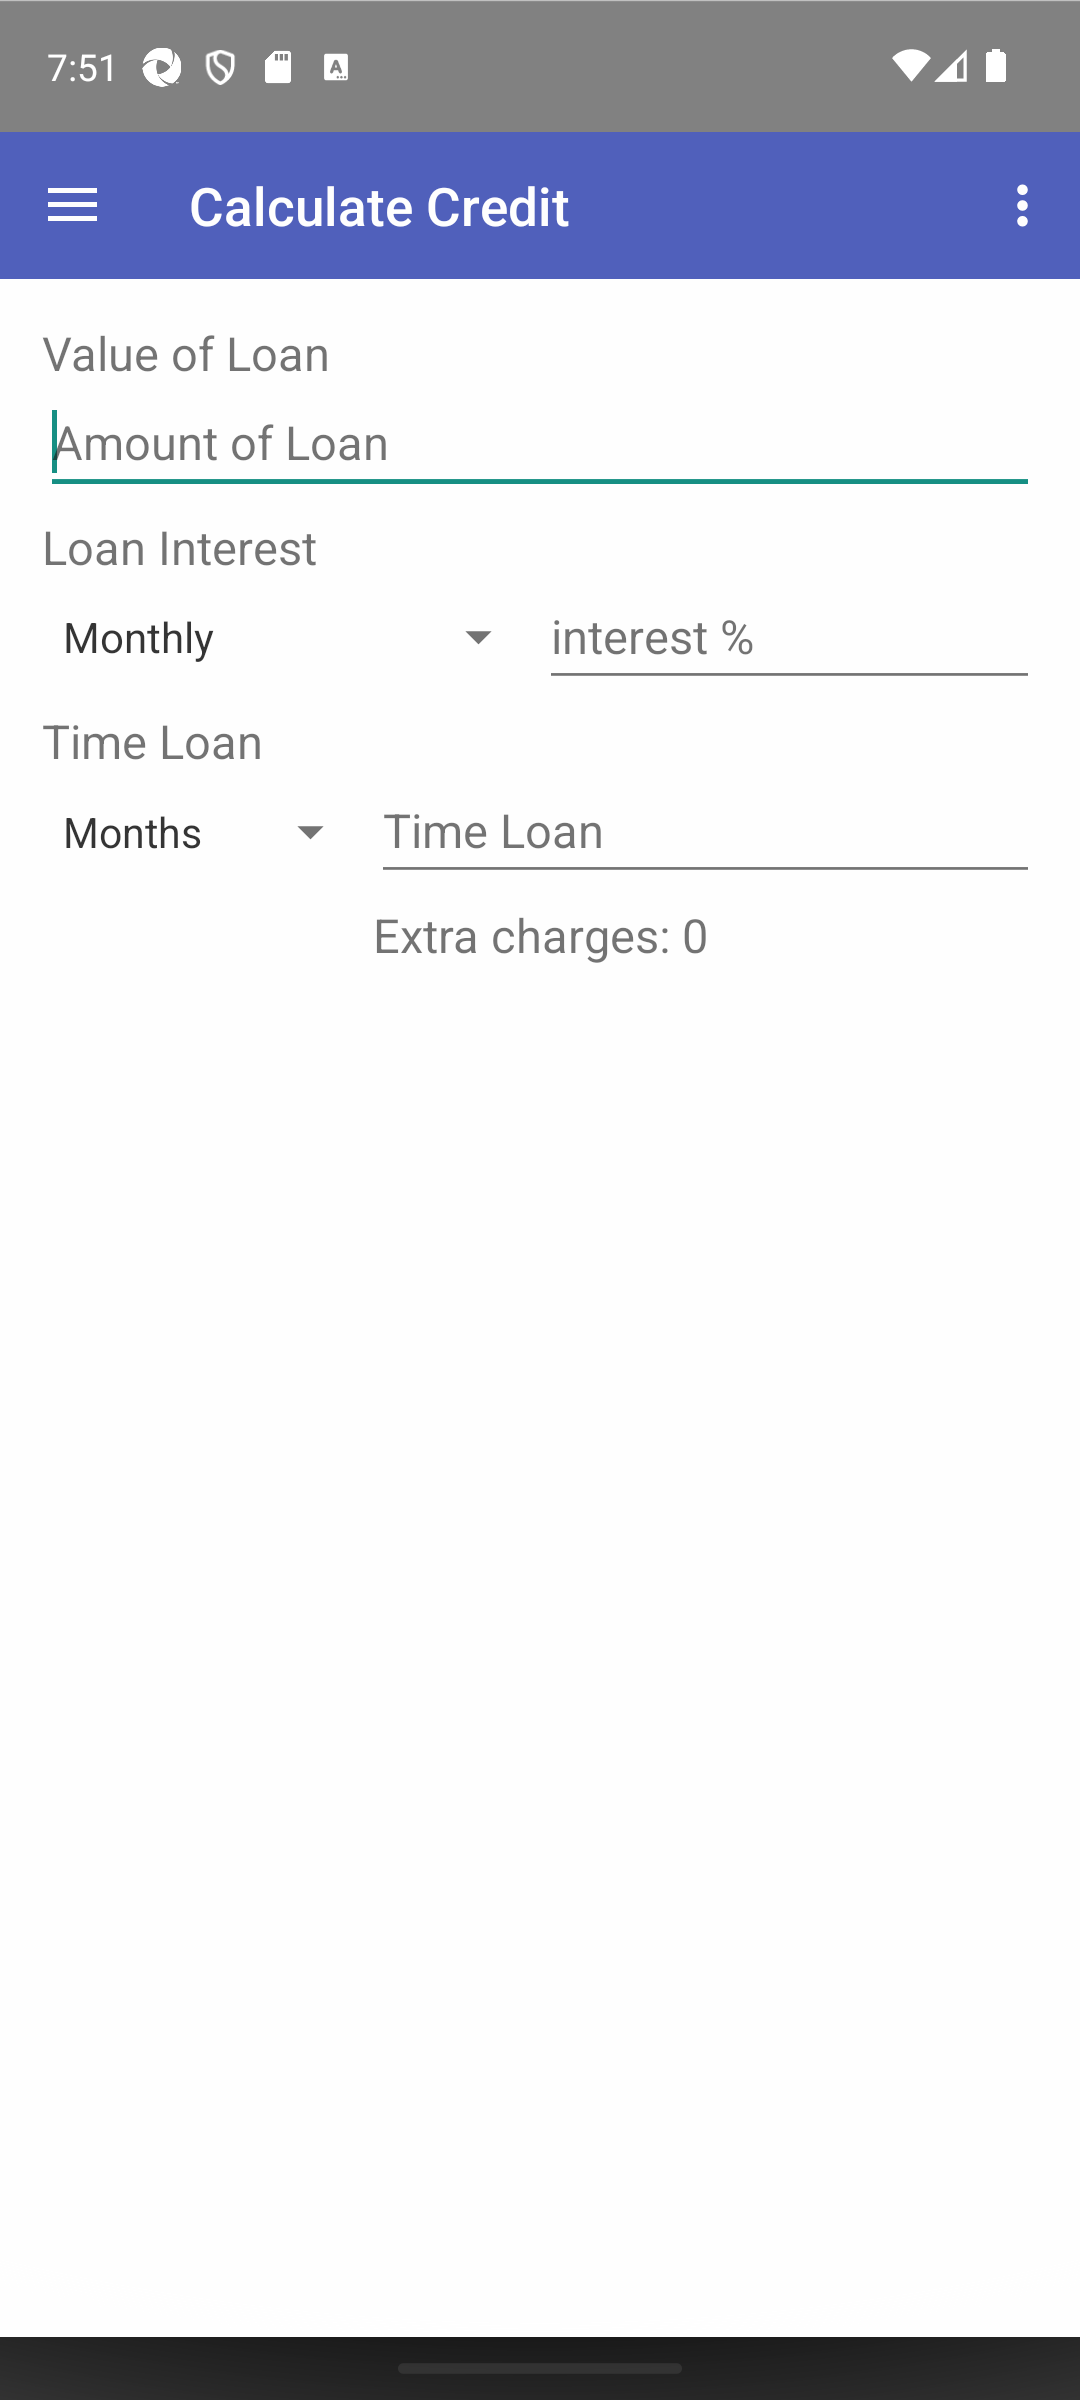 7:51
Calculate Credit
Value of Loan
Amount of Loan
Loan Interest
Monthly interest %
Time Loan
Months Time Loan
Extra charges: 0